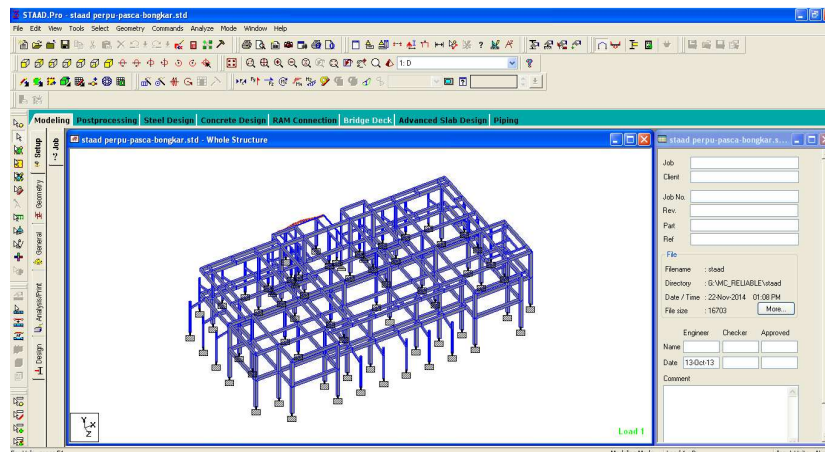 STAAD.Pro - staad perpu-pasca-bongkar.std
File Edit View Tools Select Geometry Commands Analyze Mode Window Help
1: D
Modeling Postprocessing Steel Design Concrete Design RAM Connection Bridge Deck Advanced Slab Design Piping
staad perpu-pasca-bongkar.std - Whole Structure
staad perpu-pasca-bongkar.s...
Setup
Job
Geometry
General
Analysis/Print
Design
Job
Client
Job No.
Rev.
Part
Ref
File
Filename : staad
Directory : G:\MC_RELIABLE\staad
Date / Time : 22-Nov-2014 01:08 PM
File size : 16703 More...
Engineer Checker Approved
Name
Date 13-Oct-13
Comment
Y
X
Z
Load 1